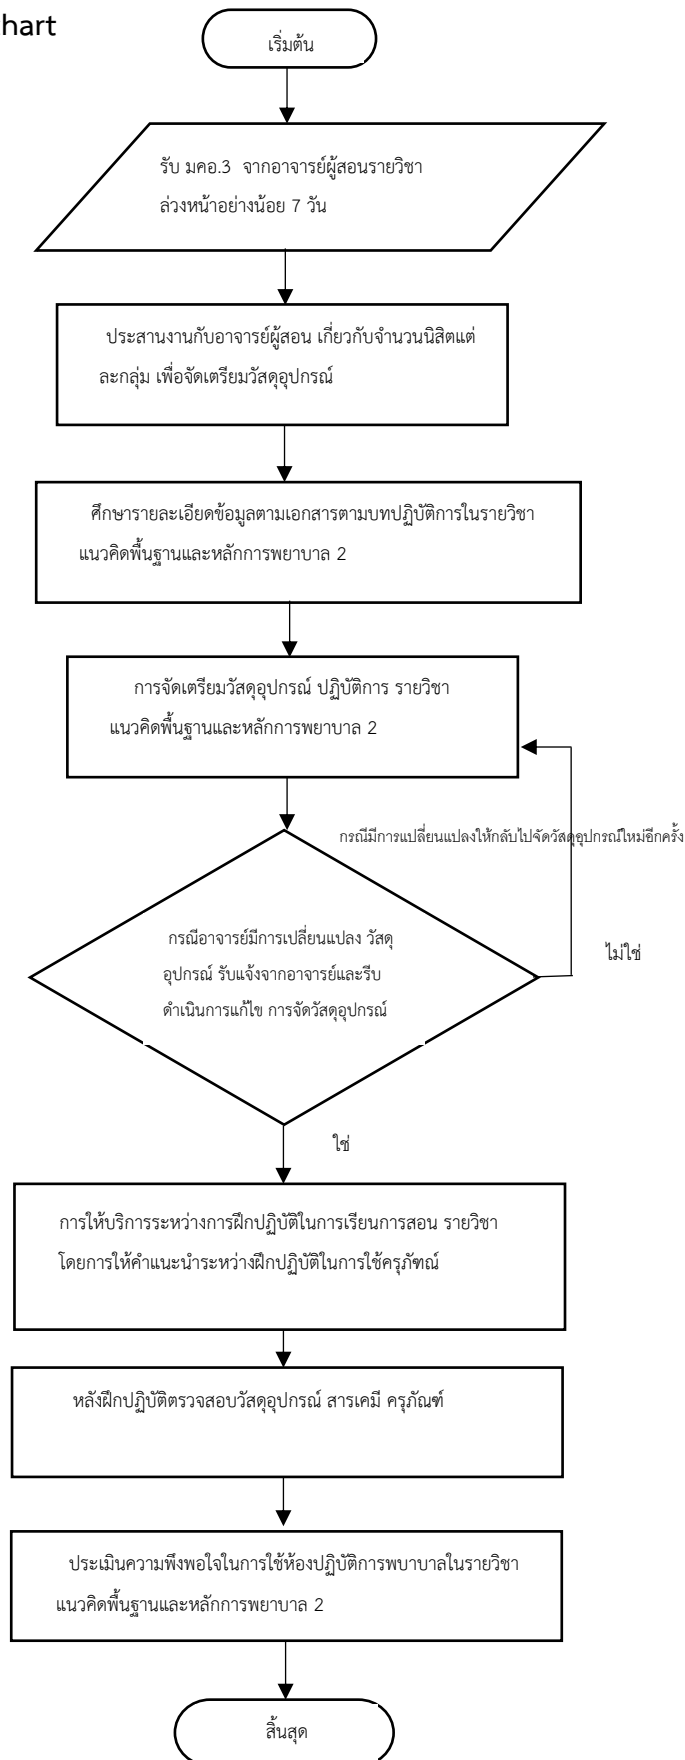 hart
เริ่มต้น
รับ มคอ.3 จากอาจารย์ผู้สอนรายวิชา
ล่วงหน้าอย่างน้อย 7 วัน
ประสานงานกับอาจารย์ผู้สอน เกี่ยวกับจำนวนนิสิตแต่
ละกลุ่ม เพื่อจัดเตรียมวัสดุอุปกรณ์
ศึกษารายละเอียดข้อมูลตามเอกสารตามบทปฏิบัติการในรายวิชา
แนวคิดพื้นฐานและหลักการพยาบาล 2
การจัดเตรียมวัสดุอุปกรณ์ ปฏิบัติการ รายวิชา
แนวคิดพื้นฐานและหลักการพยาบาล 2
กรณีมีการแปลี่ยนแปลงให้กลับไปจัดวัสดุอุปกรณ์ใหม่อีกครั้ง
กรณีอาจารย์มีการเปลี่ยนแปลง วัสดุ
อุปกรณ์ รับแจ้งจากอาจารย์และรีบ
ดำเนินการแก้ไข การจัดวัสดุอุปกรณ์
ไม่ใช่
ใช่
การให้บริการระหว่างการฝึกปฏิบัติในการเรียนการสอน รายวิชา
โดยการให้คำแนะนำระหว่างฝึกปฏิบัติในการใช้ครุภัฑณ์
หลังฝึกปฏิบัติตรวจสอบวัสดุอุปกรณ์ สารเคมี ครุภัณฑ์
ประเมินความพึงพอใจในการใช้ห้องปฏิบัติการพบาบาลในรายวิชา
แนวคิดพื้นฐานและหลักการพยาบาล 2
สิ้นสุด